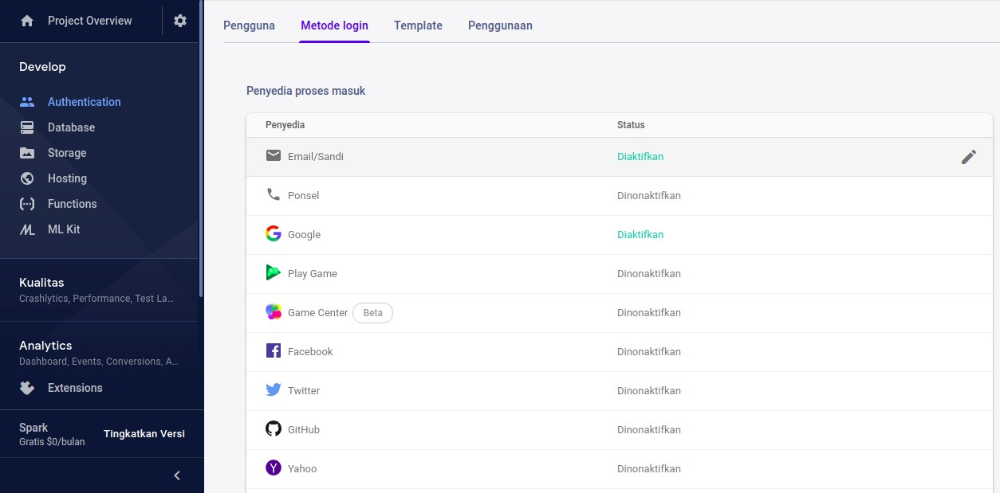 Project Overview
Develop
Authentication
Database
Storage
Hosting
Functions
ML Kit
Kualitas
Crashlytics, Performance, Test La...
Analytics
Dashboard, Events, Conversions, A...
Extensions
Spark
Gratis $0/bulan
Tingkatkan Versi
Pengguna Metode login Template Penggunaan
Penyedia proses masuk
Penyedia Status
Email/Sandi Diaktifkan
Ponsel Dinonaktifkan
Google Diaktifkan
Play Game Dinonaktifkan
Game Center Beta Dinonaktifkan
Facebook Dinonaktifkan
Twitter Dinonaktifkan
GitHub Dinonaktifkan
Yahoo Dinonaktifkan